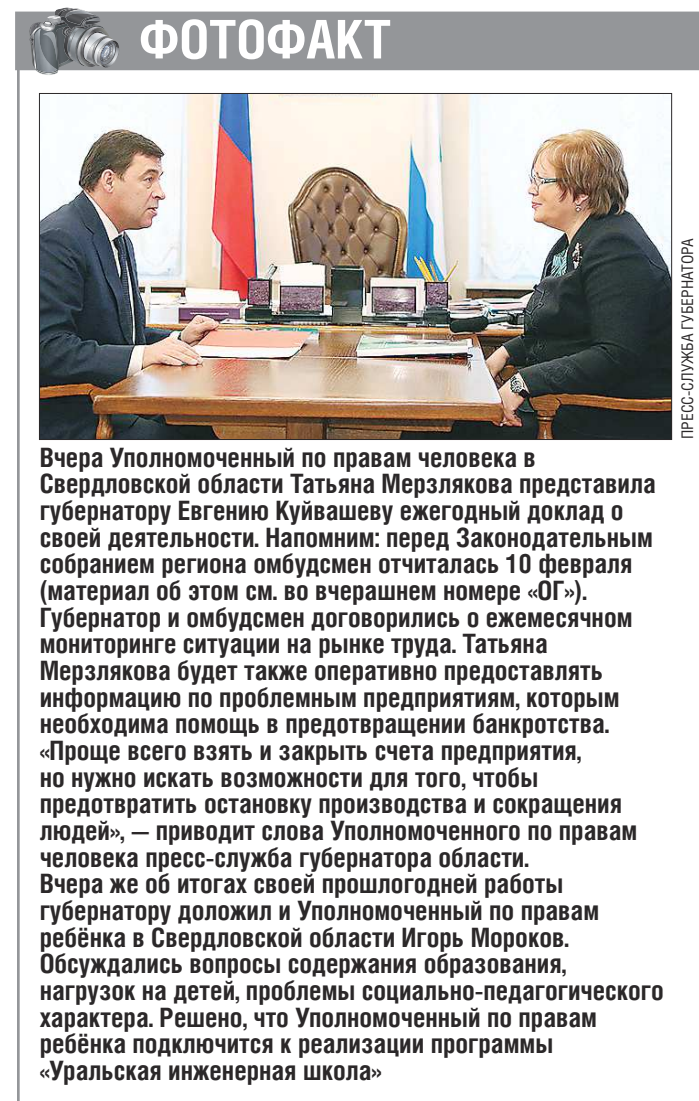 ФОТОФАКТ
ПРЕСС-СЛУЖБА ГУБЕРНАТОРА
Вчера Уполномоченный по правам человека в
Свердловской области Татьяна Мерзлякова представила
губернатору Евгению Куйвашеву ежегодный доклад о
своей деятельности. Напомним: перед Законодательным
собранием региона омбудсмен отчиталась 10 февраля
(материал об этом см. во вчерашнем номере «ОГ»).
Губернатор и омбудсмен договорились о ежемесячном
мониторинге ситуации на рынке труда. Татьяна
Мерзлякова будет также оперативно предоставлять
информацию по проблемным предприятиям, которым
необходима помощь в предотвращении банкротства.
«Проще всего взять и закрыть счета предприятия,
но нужно искать возможности для того, чтобы
предотвратить остановку производства и сокращения
людей», — приводит слова Уполномоченного по правам
человека пресс-служба губернатора области.
Вчера же об итогах своей прошлогодней работы
губернатору доложил и Уполномоченный по правам
ребёнка в Свердловской области Игорь Мороков.
Обсуждались вопросы содержания образования,
нагрузок на детей, проблемы социально-педагогического
характера. Решено, что Уполномоченный по правам
ребёнка подключится к реализации программы
«Уральская инженерная школа»